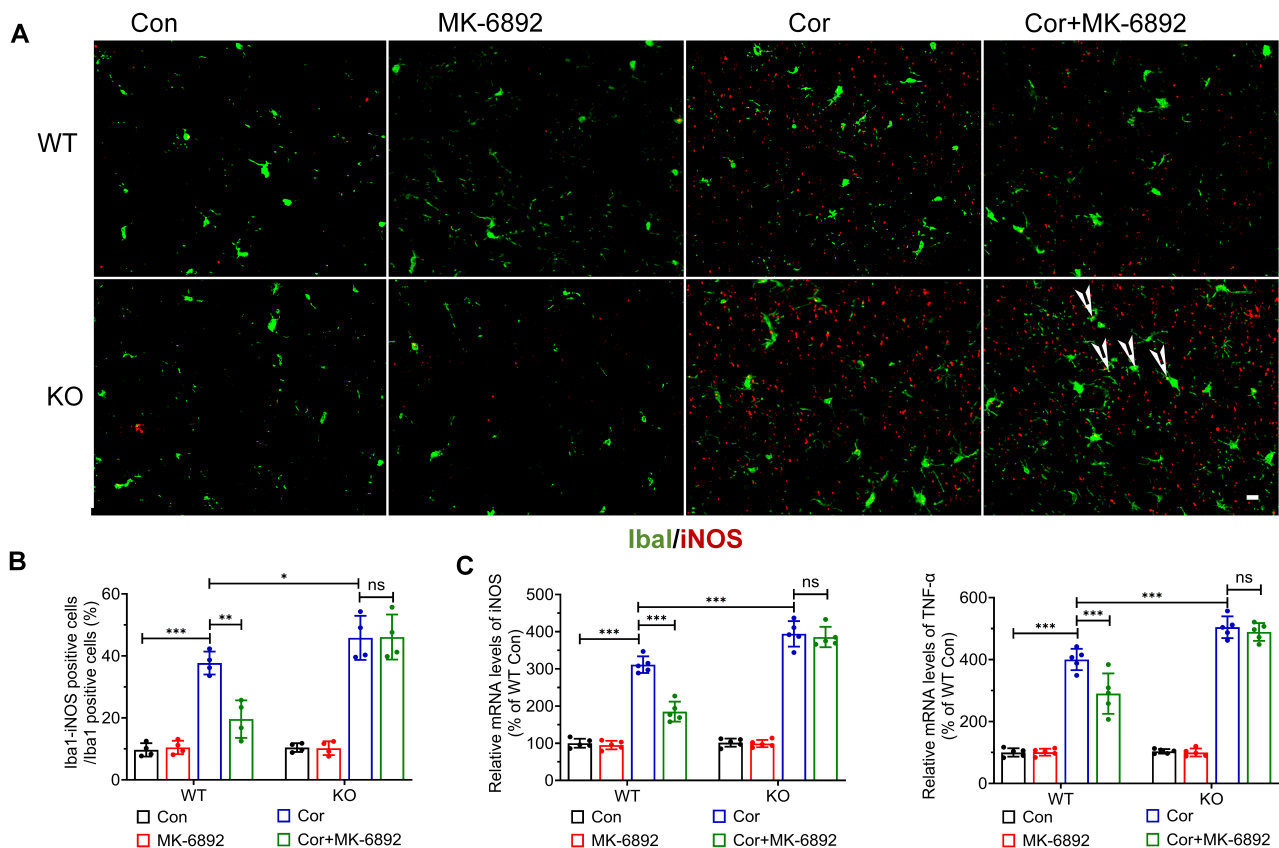 A
Con
MK-6892
Cor
Cor+MK-6892
WT
KO
Ibal/iNOS
B
Iba1-iNOS positive cells
/Iba1 positive cells (%)
60
40
20
0
***
**
*
ns
WT
KO
Con
MK-6892
Cor
Cor+MK-6892
C
Relative mRNA levels of iNOS
(% of WT Con)
500
400
300
200
100
0
***
***
***
ns
WT
KO
Con
MK-6892
Cor
Cor+MK-6892
Relative mRNA levels of TNF-α
(% of WT Con)
600
400
200
0
***
***
***
ns
WT
KO
Con
MK-6892
Cor
Cor+MK-6892